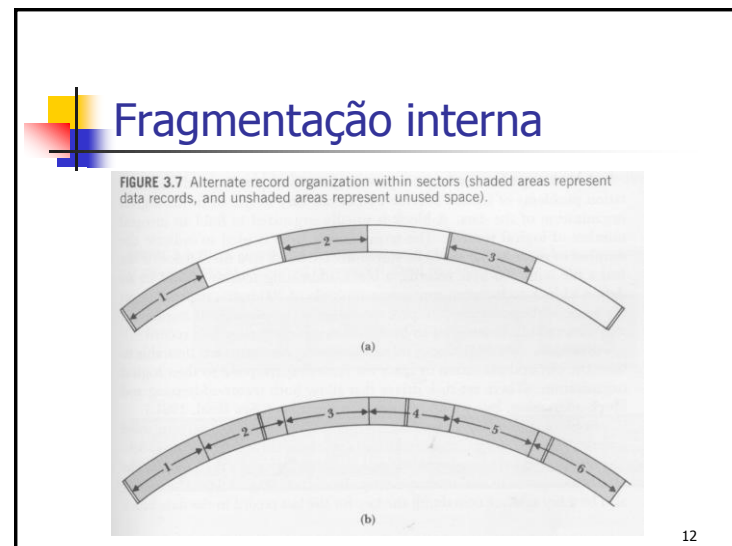 Fragmentação interna
FIGURE 3.7 Alternate record organization within sectors (shaded areas represent
data records, and unshaded areas represent unused space).
1
2
3
(a)
1
2
3
4
5
6
(b)
12